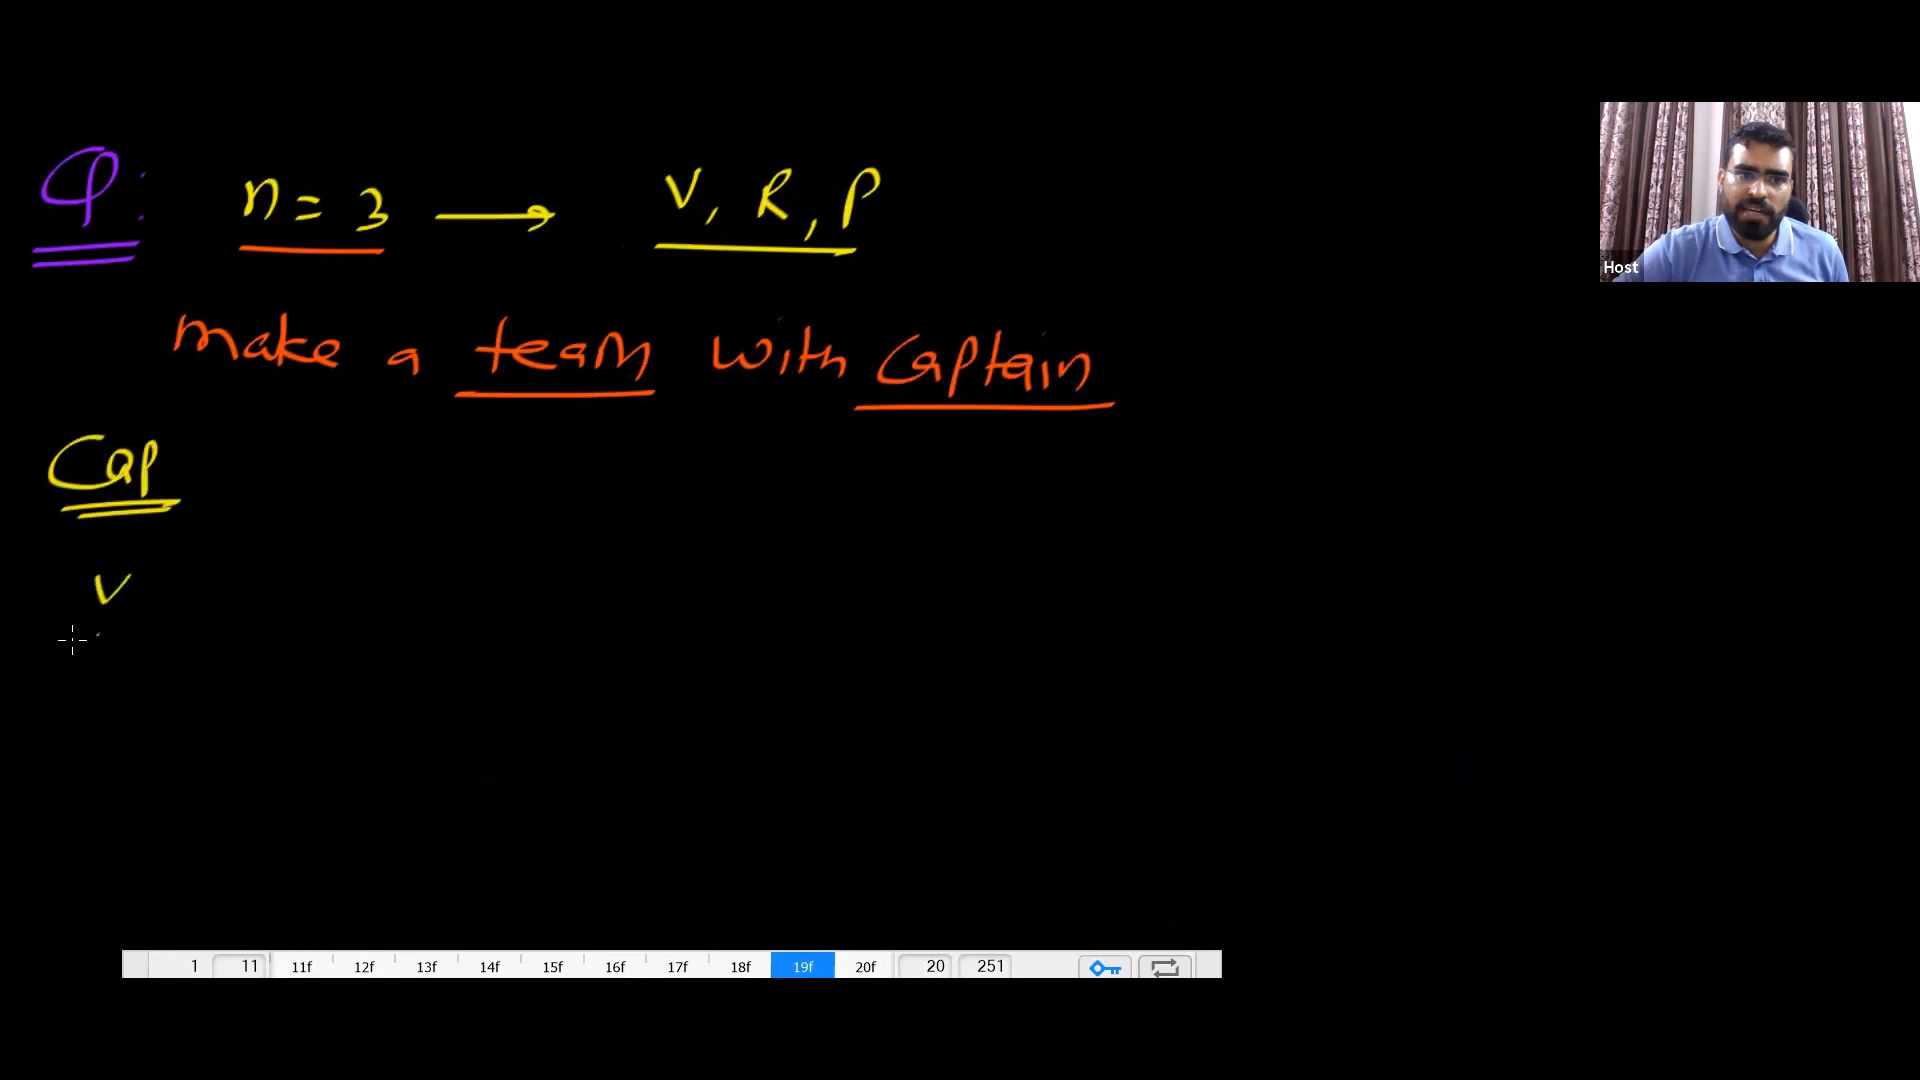 Q: n = 3 → V, R, P
Host
make a team with Captain
Cap
V
1 11 11f 12f 13f 14f 15f 16f 17f 18f 19f 20f 20 251